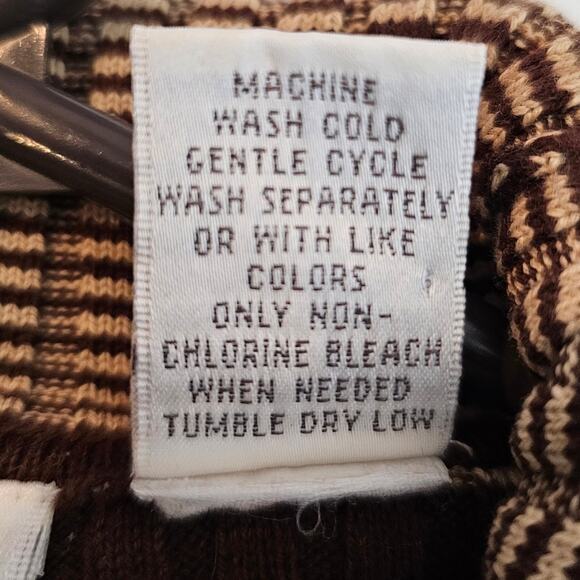 MACHINE
WASH COLD
GENTLE CYCLE
WASH SEPARATELY
OR WITH LIKE
COLORS
ONLY NON-
CHLORINE BLEACH
WHEN NEEDED
TUMBLE DRY LOW